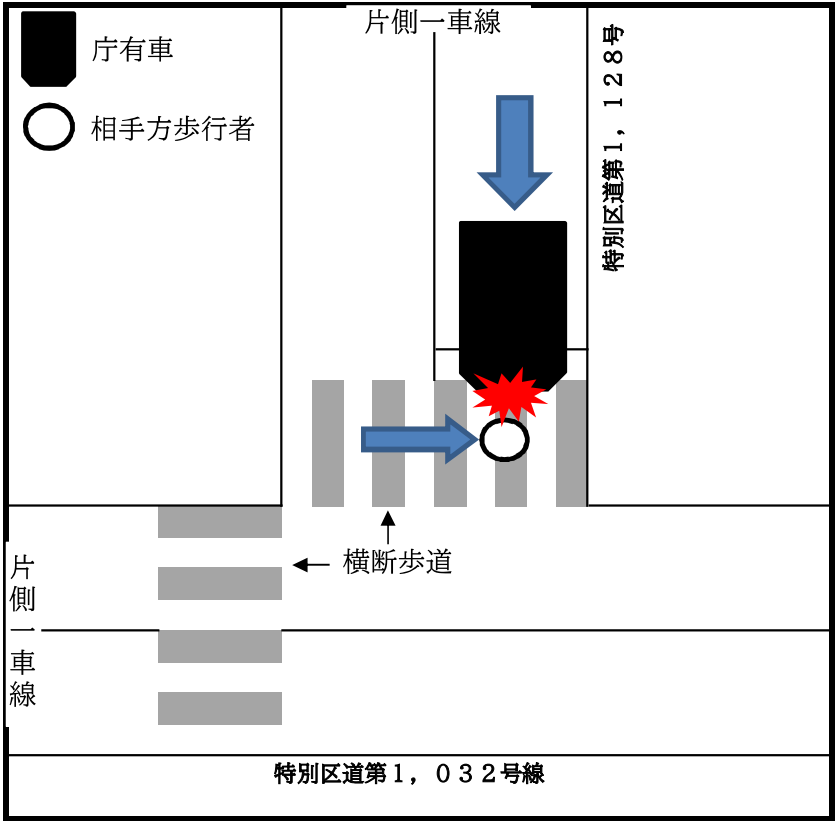 片側一車線
庁有車
相手方歩行者
特別区道第１，１２８号
横断歩道
片側一車線
特別区道第１，０３２号線